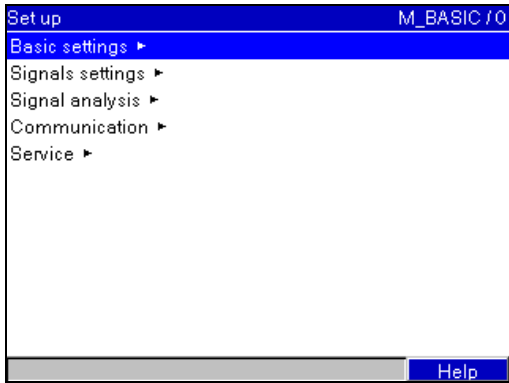 Set up M_BASIC / 0
Basic settings ►
Signals settings ►
Signal analysis ►
Communication ►
Service ►
Help